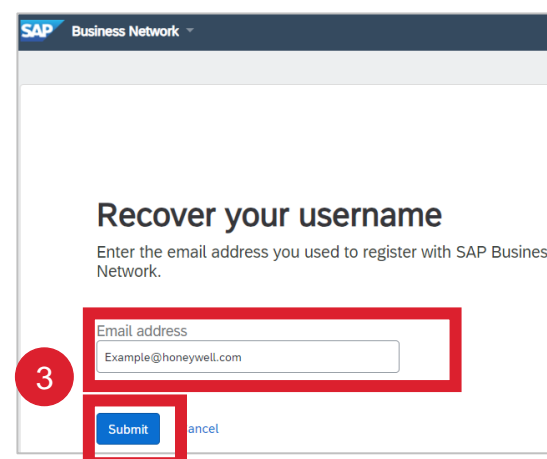 SAP Business Network
Recover your username
Enter the email address you used to register with SAP Busines
Network.
Email address
Example@honeywell.com
3
Submit ancel